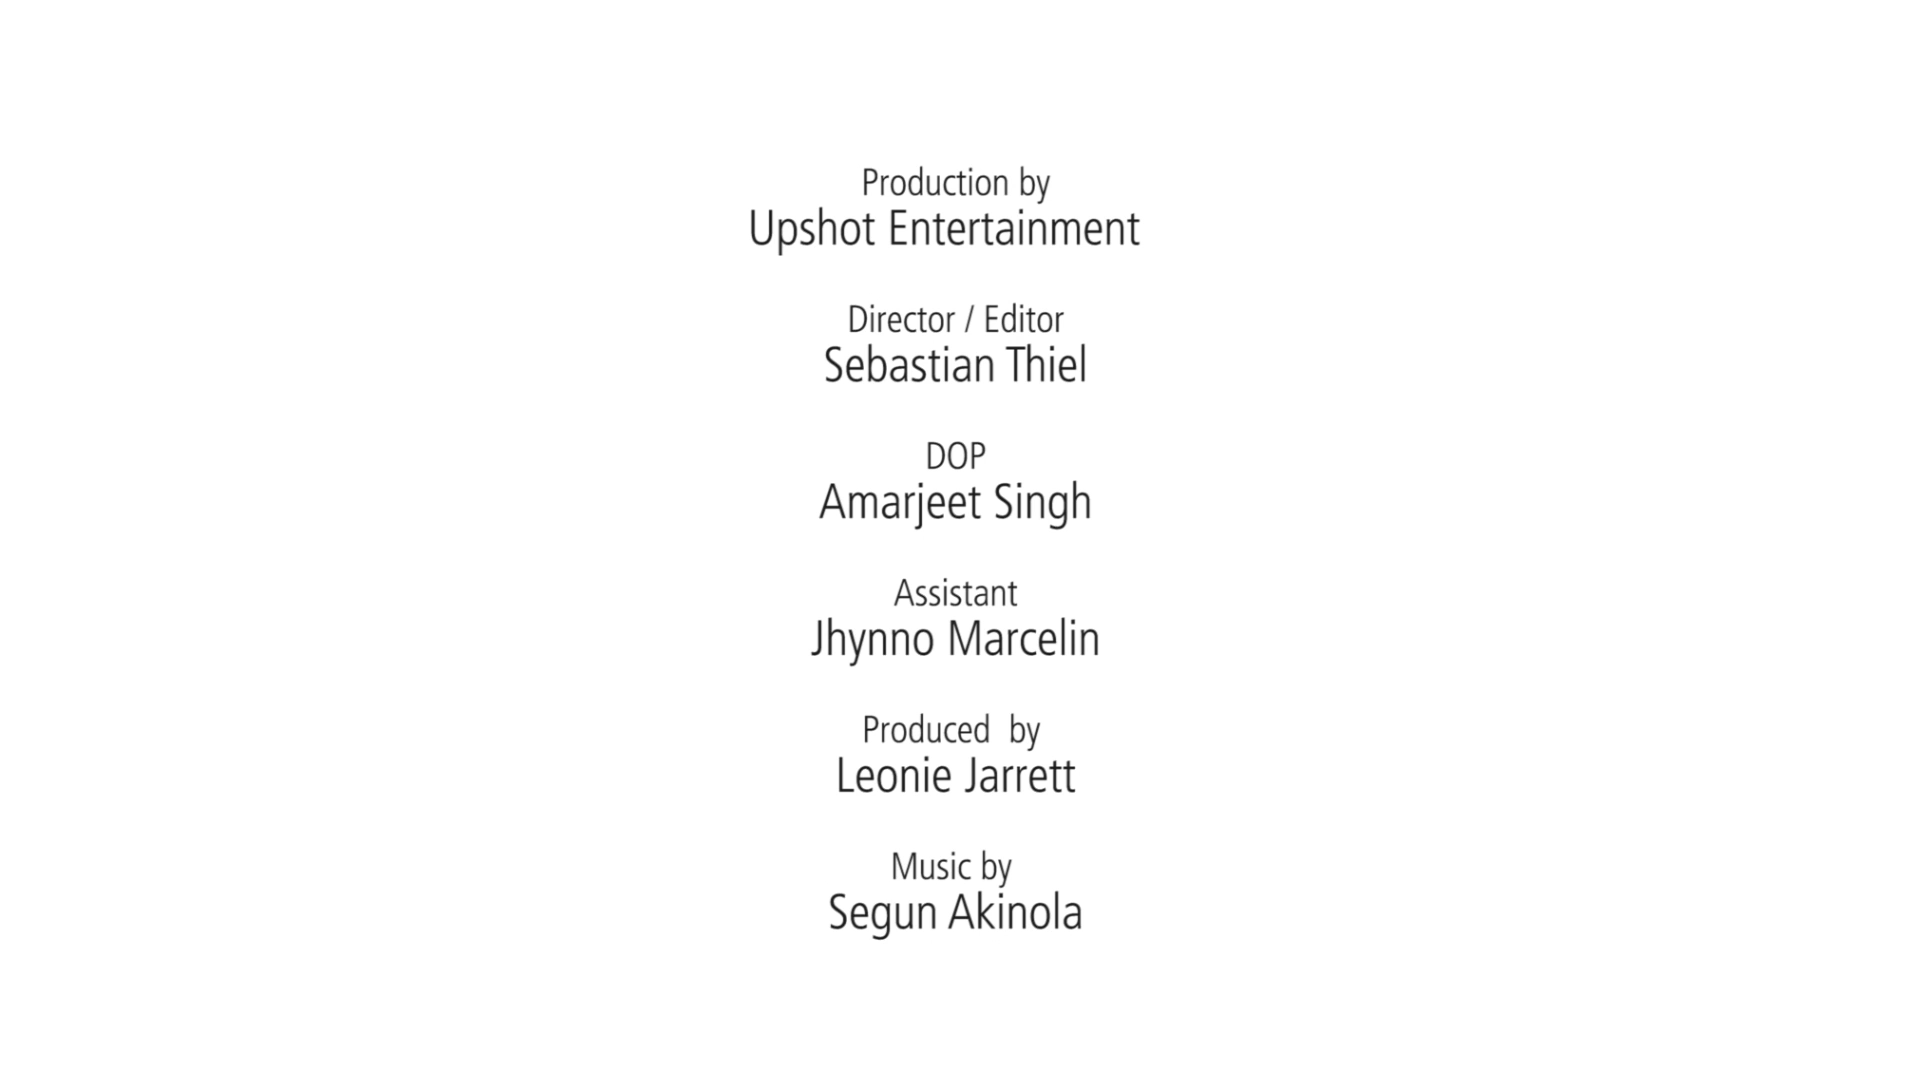 Production by
Upshot Entertainment
Director / Editor
Sebastian Thiel
DOP
Amarjeet Singh
Assistant
Jhynno Marcelin
Produced  by
Leonie Jarrett
Music by
Segun Akinola